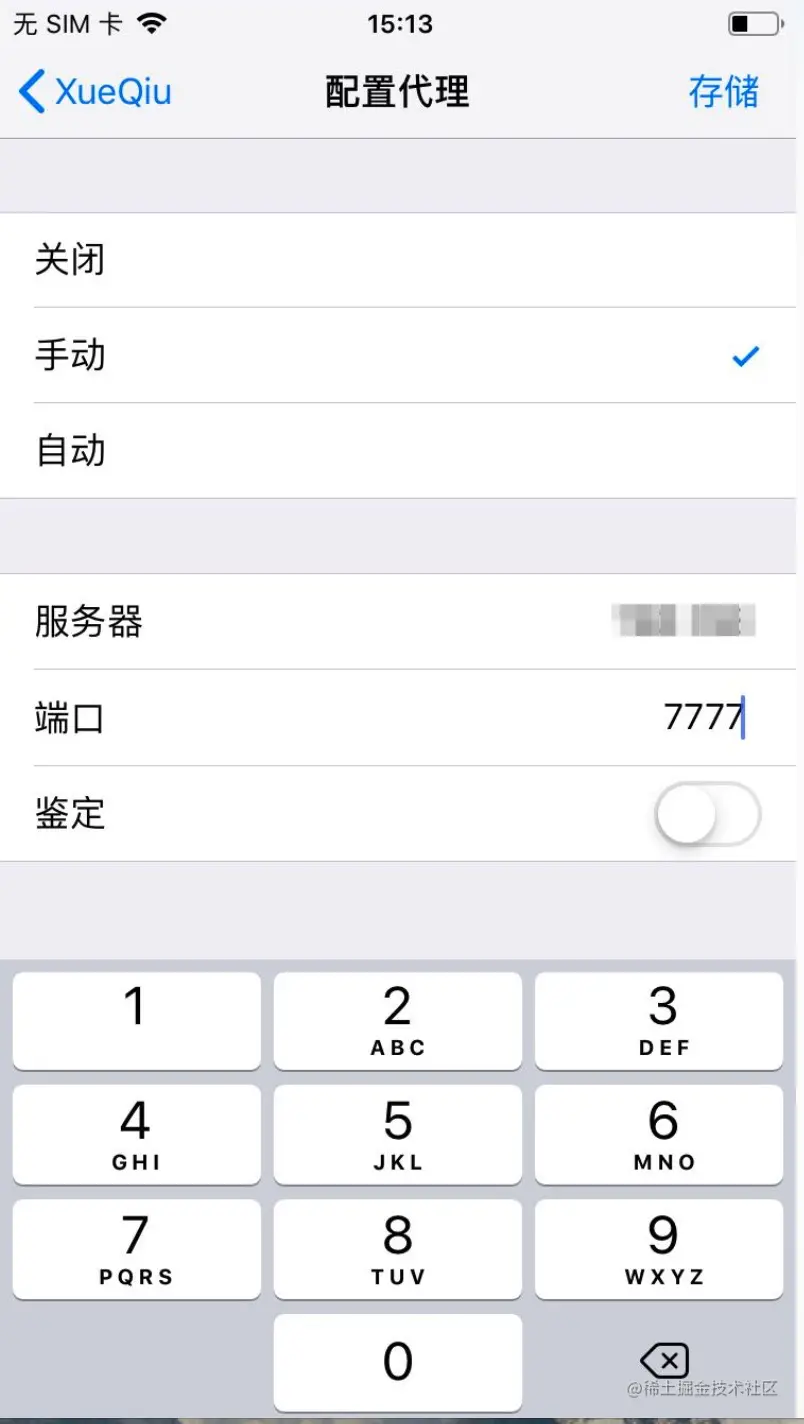 无 SIM 卡 15:13
XueQiu 配置代理 存储
关闭
手动
自动
服务器
端口 7777
鉴定
1 2 3
ABC DEF
4 5 6
GHI JKL MNO
7 8 9
PQRS TUV WXYZ
0
@稀土掘金技术社区